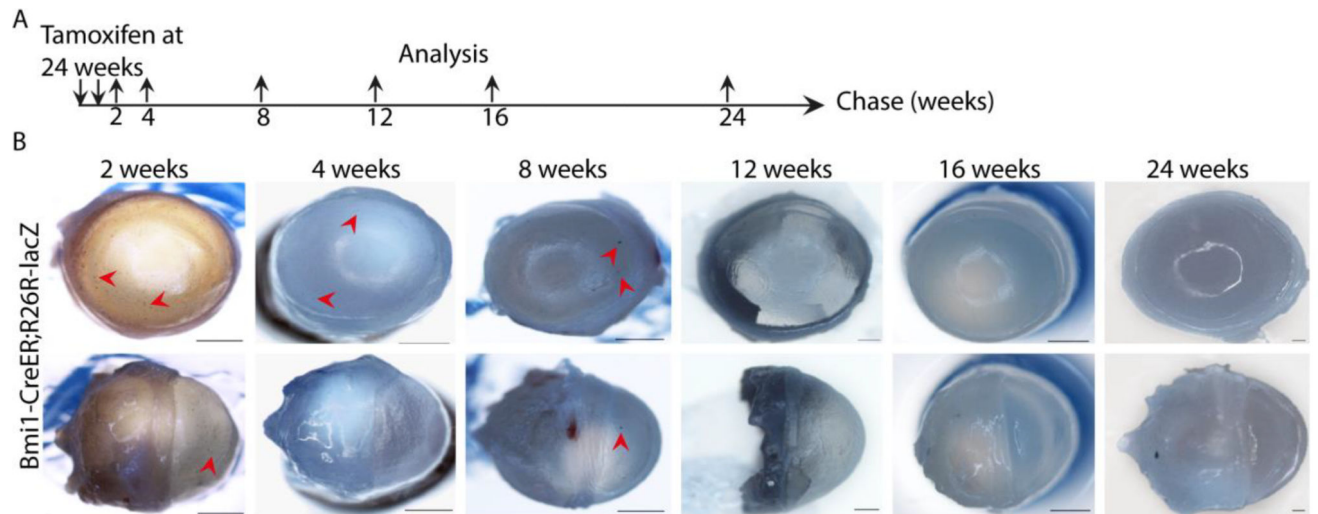 A
Tamoxifen at
24 weeks
Analysis
2 4 8 12 16 24
Chase (weeks)
B
2 weeks 4 weeks 8 weeks 12 weeks 16 weeks 24 weeks
Bmi1-CreER;R26R-lacZ